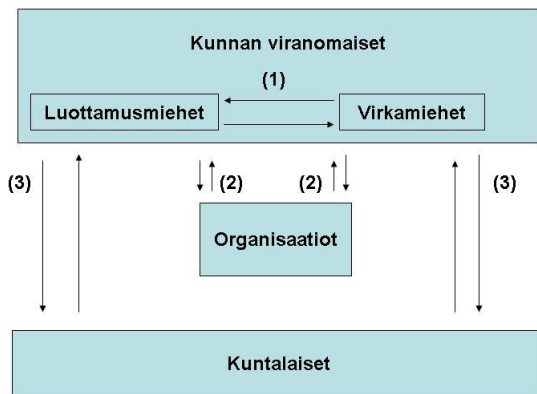 Kunnan viranomaiset
(1)
Luottamusmiehet
Virkamiehet
(3)
(2)
(2)
(3)
Organisaatiot
Kuntalaiset